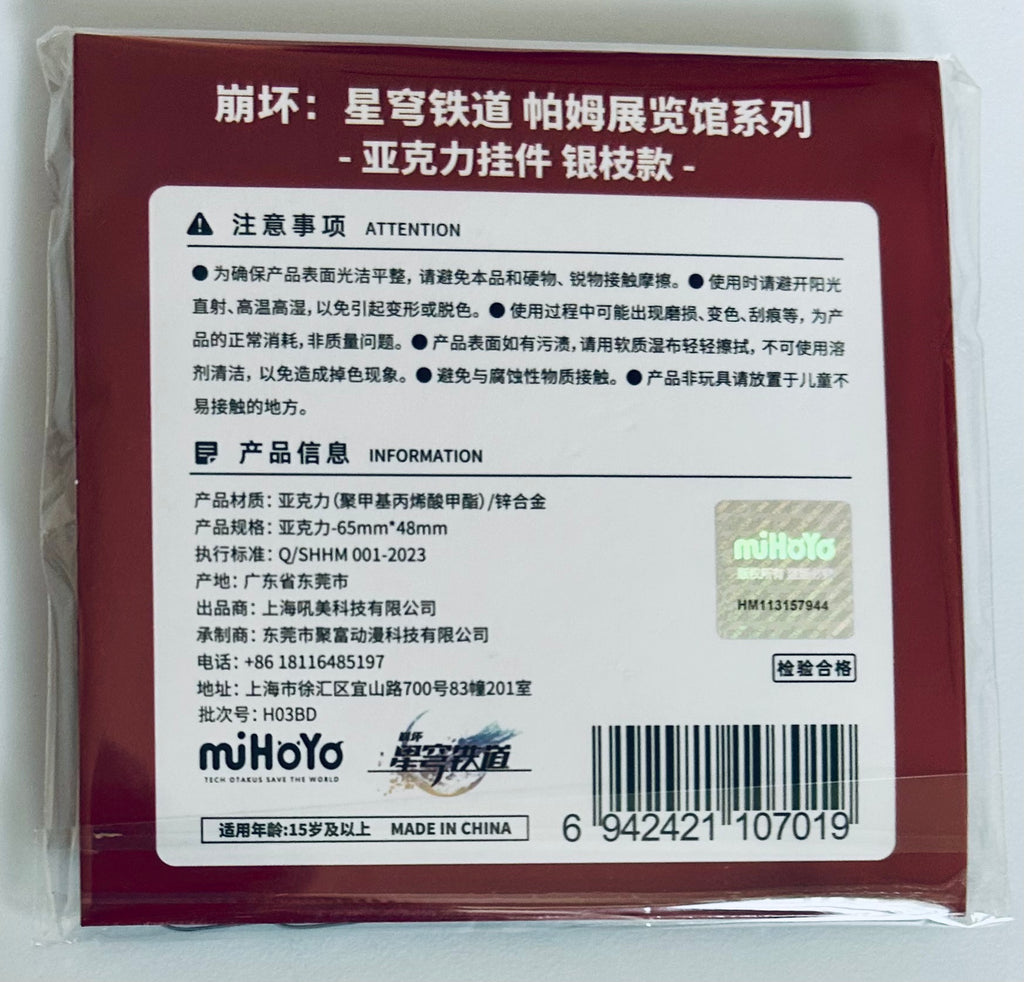 崩坏：星穹铁道 帕姆展览馆系列
- 亚克力挂件 银枝款 -
注意事项 ATTENTION
● 为确保产品表面光洁平整，请避免本品和硬物、锐物接触摩擦。● 使用时请避开阳光
直射、高温高湿，以免引起变形或脱色。● 使用过程中可能出现磨损、变色、刮痕等，为产
品的正常消耗，非质量问题。● 产品表面如有污渍，请用软质湿布轻轻擦拭，不可使用溶
剂清洁，以免造成掉色现象。● 避免与腐蚀性物质接触。● 产品非玩具请放置于儿童不
易接触的地方。
产品信息 INFORMATION
产品材质：亚克力（聚甲基丙烯酸甲酯）/锌合金
产品规格：亚克力-65mm*48mm
执行标准：Q/SHHM 001-2023
产地：广东省东莞市
出品商：上海吼美科技有限公司
承制商：东莞市聚富动漫科技有限公司
电话：+86 18116485197
地址：上海市徐汇区宜山路700号83幢201室
批次号：H03BD
miHoYo
版权所有
HM113157944
检验合格
miHoYo
TECH OTAKUS SAVE THE WORLD
崩坏
星穹铁道
适用年龄:15岁及以上 MADE IN CHINA
6 942421 107019